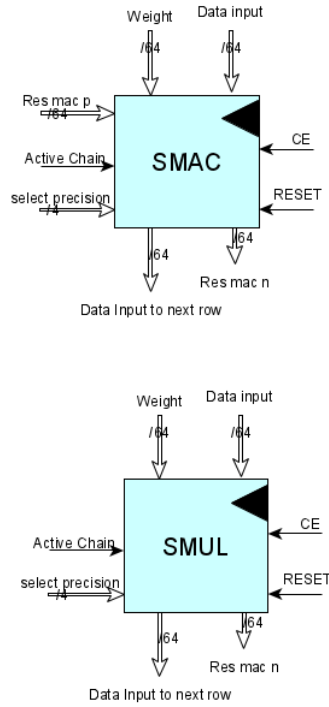 Weight
Data input
/64
/64
Res mac p
/64
SMAC
CE
Active Chain
select precision
/4
RESET
/64
/64
Res mac n
Data Input to next row
Weight
Data input
/64
/64
SMUL
CE
Active Chain
select precision
/4
RESET
/64
/64
Res mac n
Data Input to next row